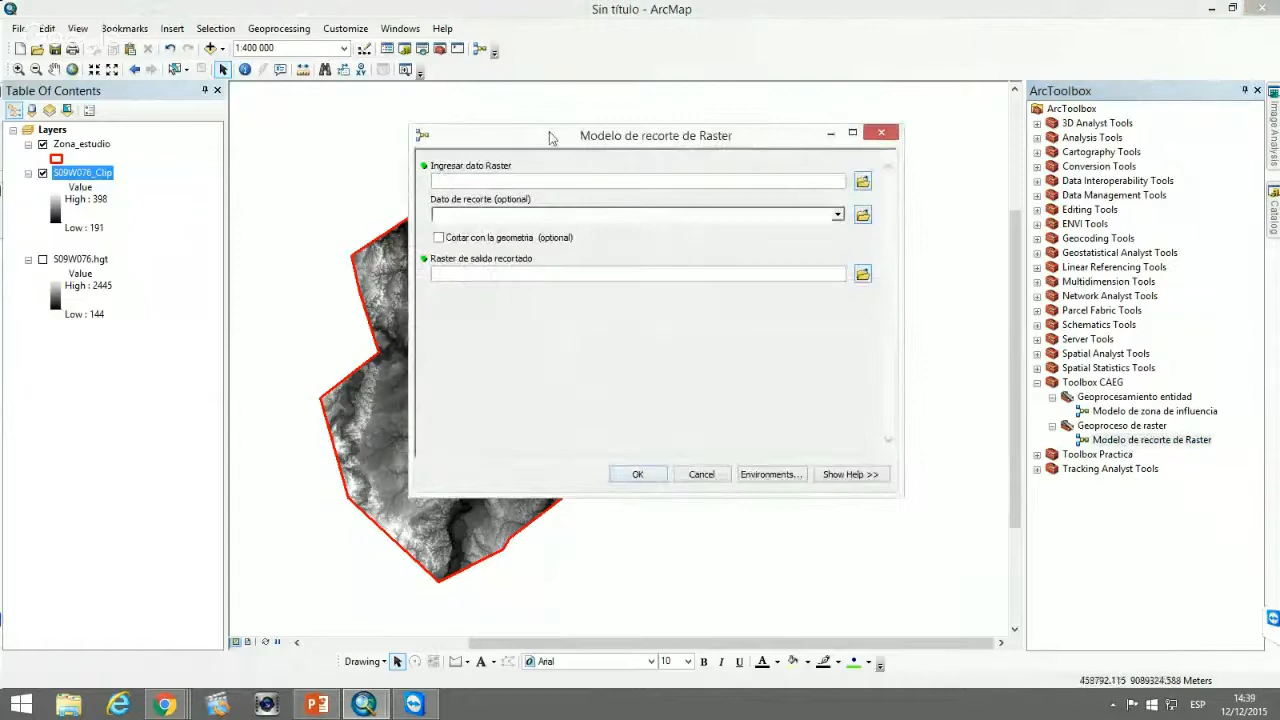 Sin título - ArcMap
File Edit View Bookmarks Insert Selection Geoprocessing Customize Windows Help
1:400 000
Table Of Contents
Layers
Zona_estudio
S09W076_Clip
Value
High : 398
Low : 191
S09W076.hgt
Value
High : 2445
Low : 144
Modelo de recorte de Raster
Ingresar dato Raster
Dato de recorte (optional)
Cortar con la geometria (optional)
Raster de salida recortado
OK Cancel Environments... Show Help >>
ArcToolbox
ArcToolbox
3D Analyst Tools
Analysis Tools
Cartography Tools
Conversion Tools
Data Interoperability Tools
Data Management Tools
Editing Tools
ENVI Tools
Geocoding Tools
Geostatistical Analyst Tools
Linear Referencing Tools
Multidimension Tools
Network Analyst Tools
Parcel Fabric Tools
Schematics Tools
Server Tools
Spatial Analyst Tools
Spatial Statistics Tools
Toolbox CAEG
Geoprocesamiento entidad
Modelo de zona de influencia
Geoproceso de raster
Modelo de recorte de Raster
Toolbox Practica
Tracking Analyst Tools
Image Analysis
Catalog
Drawing Arial 10 B I U A
458792.115 9089324.588 Meters
ESP
14:39
12/12/2015